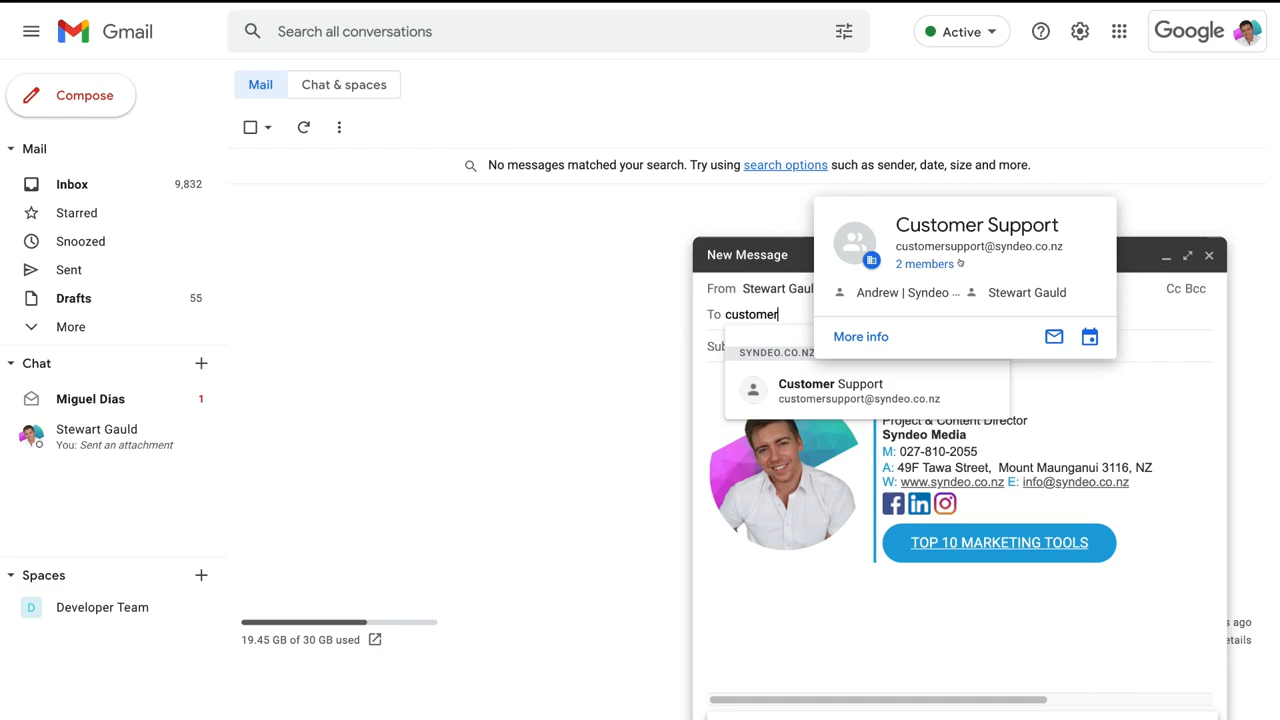 Gmail
Search all conversations
Active
Google
Compose
Mail
Chat & spaces
Mail
No messages matched your search. Try using search options such as sender, date, size and more.
Inbox 9,832
Starred
Snoozed
Sent
Drafts 55
More
Chat
Miguel Dias 1
Stewart Gauld
You: Sent an attachment
Spaces
D Developer Team
19.45 GB of 30 GB used
Customer Support
customersupport@syndeo.co.nz
2 members
Andrew | Syndeo ... Stewart Gauld
More info
New Message
From Stewart Gaul
Cc Bcc
To customer
Sub
SYNDEO.CO.NZ
Customer Support
customersupport@syndeo.co.nz
Project & Content Director
Syndeo Media
M: 027-810-2055
A: 49F Tawa Street, Mount Maunganui 3116, NZ
W: www.syndeo.co.nz E: info@syndeo.co.nz
TOP 10 MARKETING TOOLS
s ago
etails